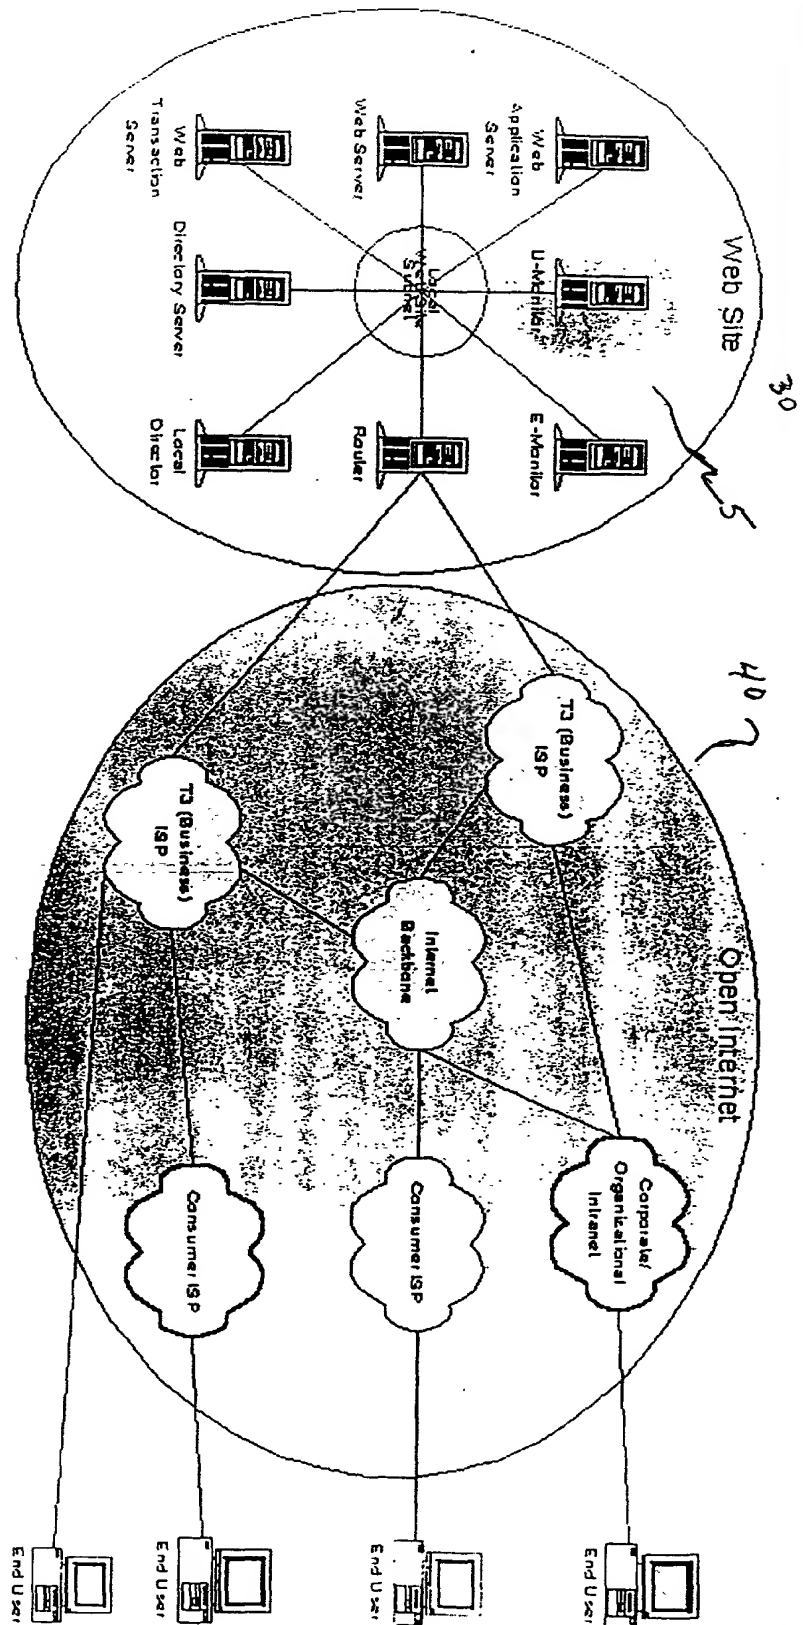 30
40
Web Site
5
Open Internet
Web
Application
Server
U-Monitor
E-Monitor
Web Server
Local
Web Site
Subnet
Router
Web
Transaction
Server
Directory Server
Local
Director
T3 (Business)
ISP
T3 (Business)
ISP
Internet
Backbone
Corporate/
Organizational
Intranet
Consumer ISP
Consumer ISP
End User
End User
End User
End User